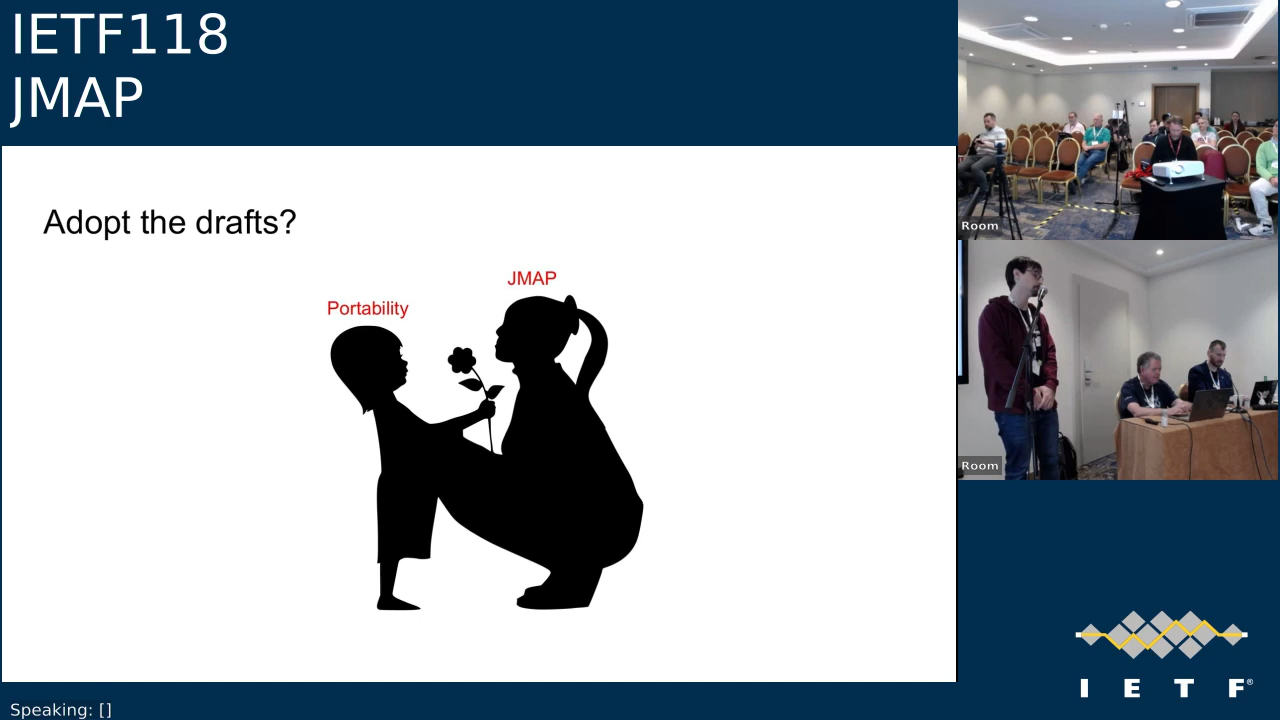 IETF118
JMAP
Adopt the drafts?
JMAP
Portability
Room
Room
I E T F®
Speaking: []